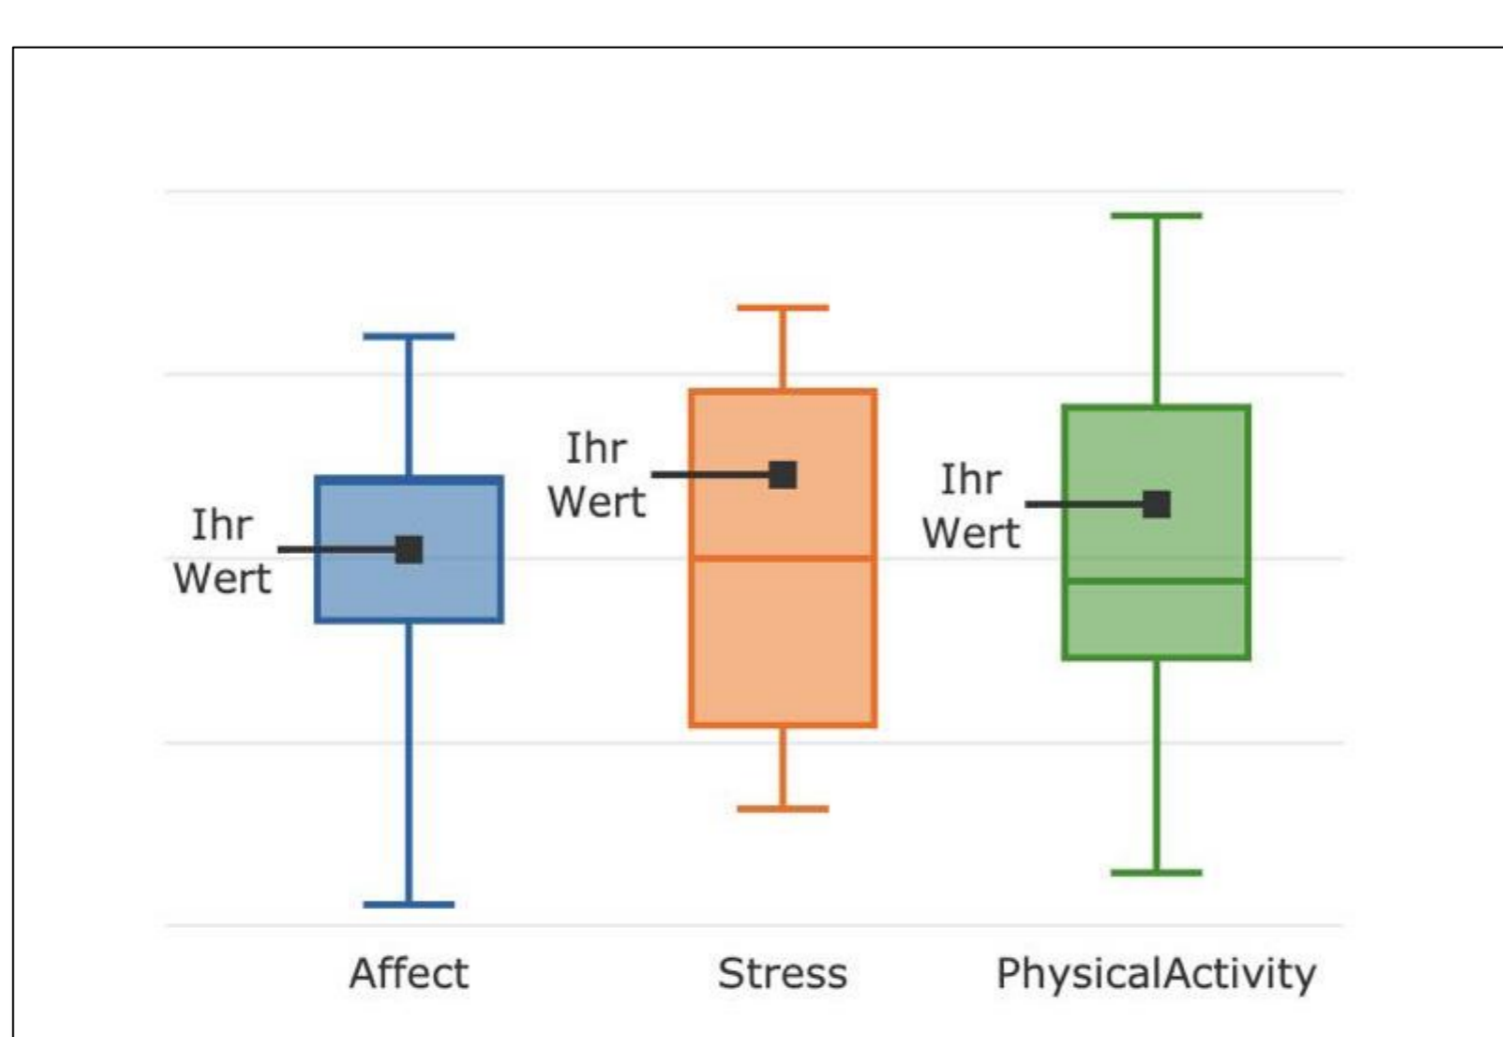 Ihr
Wert
Ihr
Wert
Ihr
Wert
Affect
Stress
PhysicalActivity